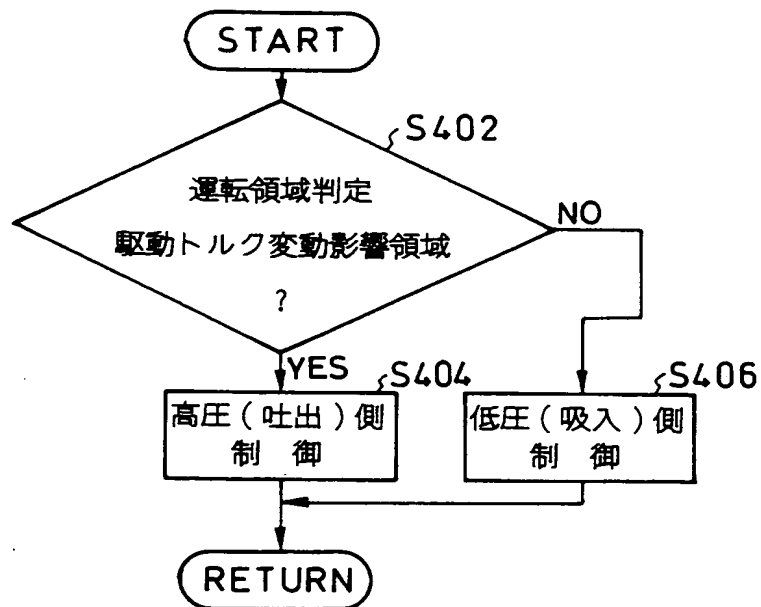 START
S402
運転領域判定
駆動トルク変動影響領域
?
NO
YES
S404
高圧(吐出)側
制 御
S406
低圧(吸入)側
制 御
RETURN